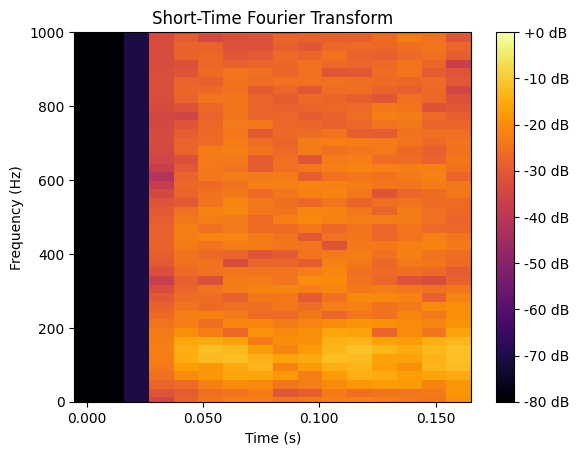 Short-Time Fourier Transform
1000
800
600
400
200
0
Frequency (Hz)
0.000
0.050
0.100
0.150
Time (s)
+0 dB
-10 dB
-20 dB
-30 dB
-40 dB
-50 dB
-60 dB
-70 dB
-80 dB